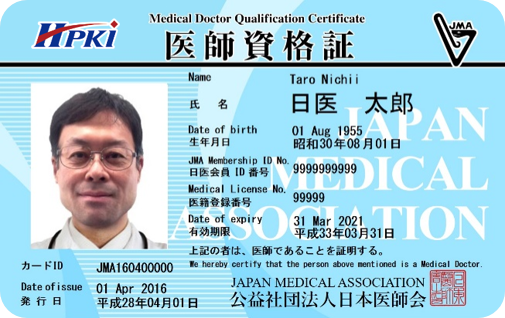 HPKI
Medical Doctor Qualification Certificate
医師資格証
JMA
Name Taro Nichii
氏 名 日医 太郎
Date of birth 01 Aug 1955
生年月日 昭和30年08月01日
JMA Membership ID No.
日医会員 ID 番号 9999999999
Medical License No.
医籍登録番号 99999
Date of expiry 31 Mar 2021
有効期限 平成33年03月31日
JAPAN
MEDICAL
ASSOCIATION
上記の者は、医師であることを証明する。
We hereby certify that the person above mentioned is a Medical Doctor.
カードID JMA160400000
Date of issue 01 Apr 2016
発行日 平成28年04月01日
JAPAN MEDICAL ASSOCIATION
公益社団法人日本医師会